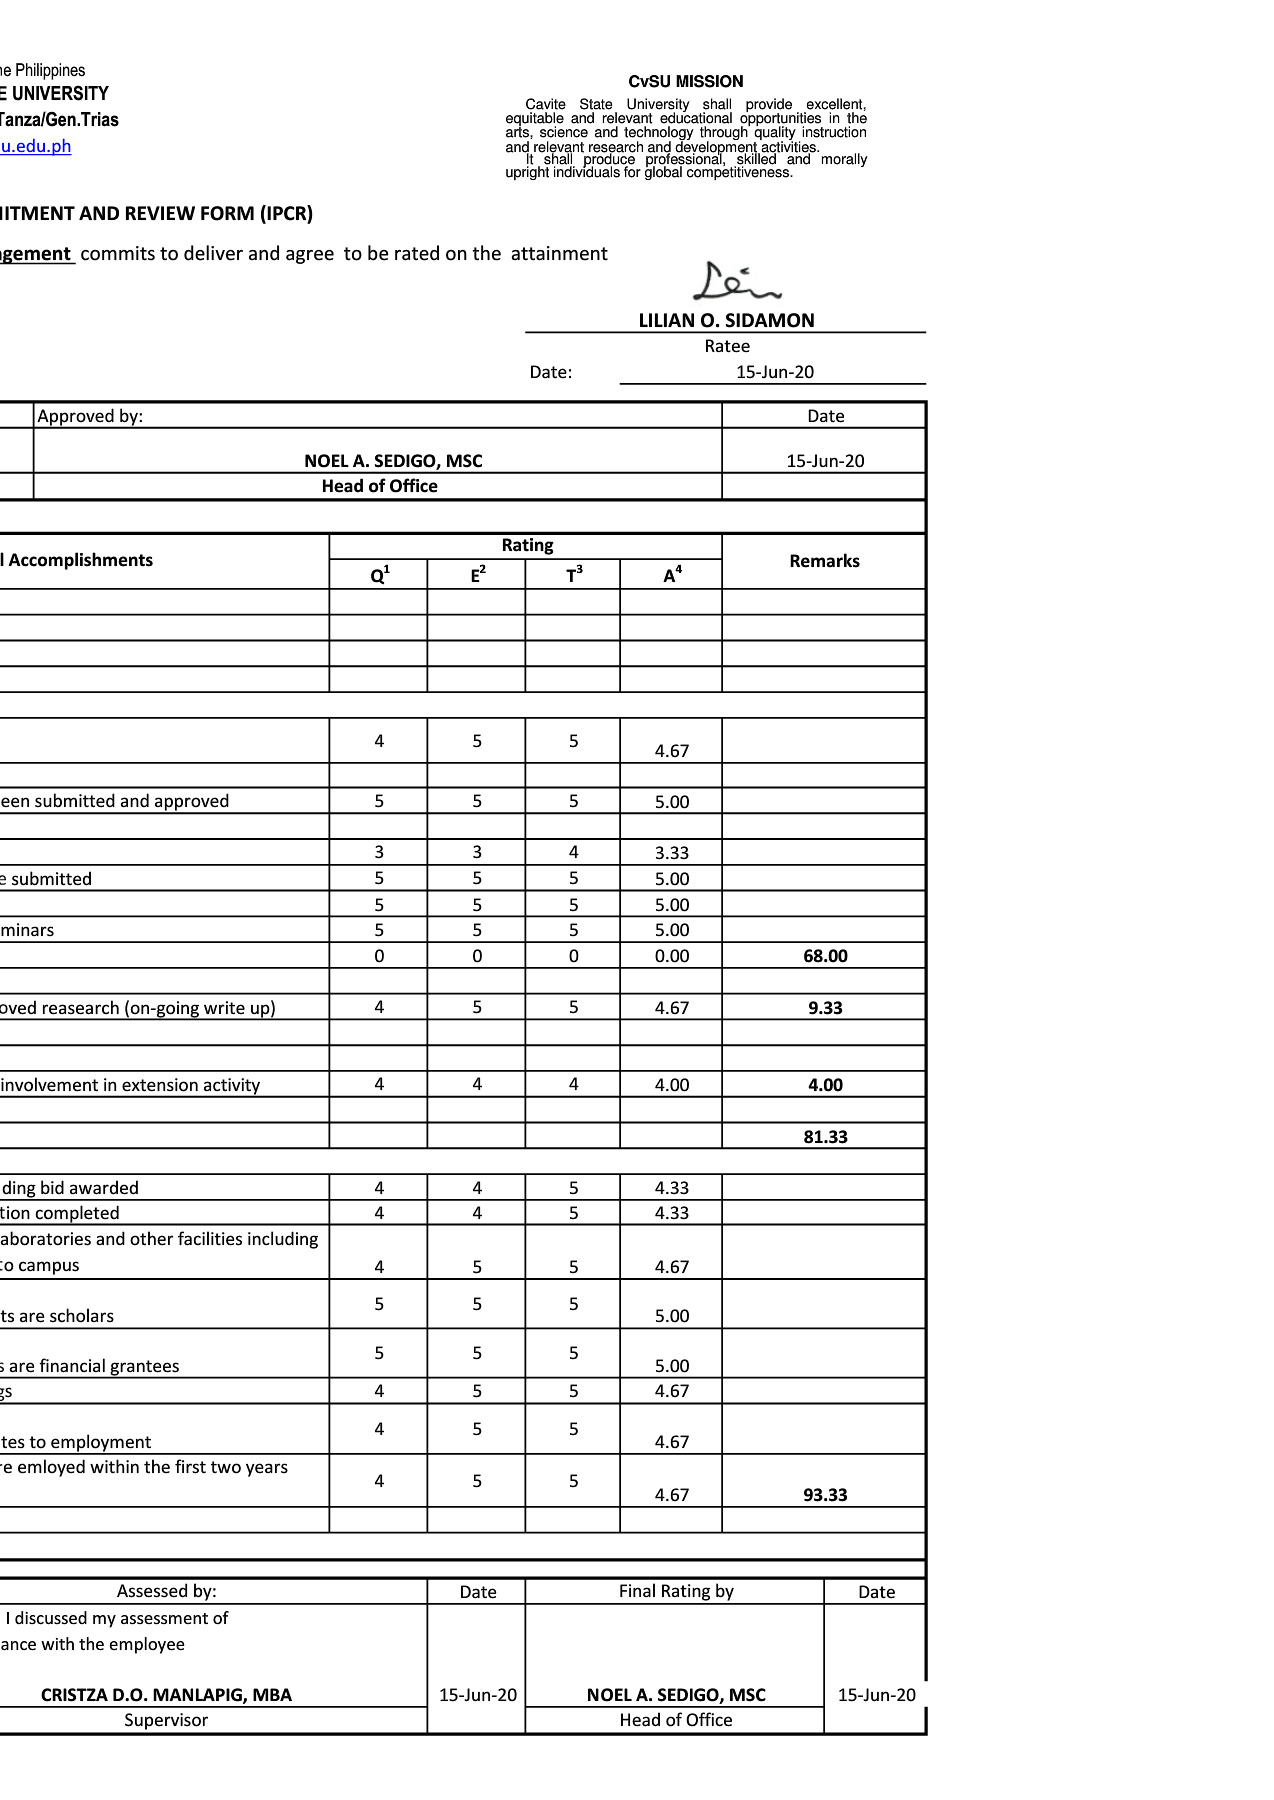 ne Philippines
E UNIVERSITY
Tanza/Gen.Trias
u.edu.ph
CvSU MISSION
Cavite State University shall provide excellent,
equitable and relevant educational opportunities in the
arts, science and technology through quality instruction
and relevant research and development activities.
It shall produce professional, skilled and morally
upright individuals for global competitiveness.
MITMENT AND REVIEW FORM (IPCR)
agement commits to deliver and agree to be rated on the attainment
LILIAN O. SIDAMON
Ratee
Date: 15-Jun-20
Approved by: Date
NOEL A. SEDIGO, MSC 15-Jun-20
Head of Office
l Accomplishments Rating Remarks
Q1 E2 T3 A4
4 5 5 4.67
een submitted and approved 5 5 5 5.00
3 3 4 3.33
e submitted 5 5 5 5.00
5 5 5 5.00
minars 5 5 5 5.00
0 0 0 0.00 68.00
oved reasearch (on-going write up) 4 5 5 4.67 9.33
involvement in extension activity 4 4 4 4.00 4.00
81.33
ding bid awarded 4 4 5 4.33
tion completed 4 4 5 4.33
aboratories and other facilities including
to campus 4 5 5 4.67
ts are scholars 5 5 5 5.00
s are financial grantees 5 5 5 5.00
gs 4 5 5 4.67
tes to employment 4 5 5 4.67
re emloyed within the first two years
4 5 5 4.67 93.33
Assessed by: Date Final Rating by Date
I discussed my assessment of
ance with the employee
CRISTZA D.O. MANLAPIG, MBA 15-Jun-20 NOEL A. SEDIGO, MSC 15-Jun-20
Supervisor Head of Office